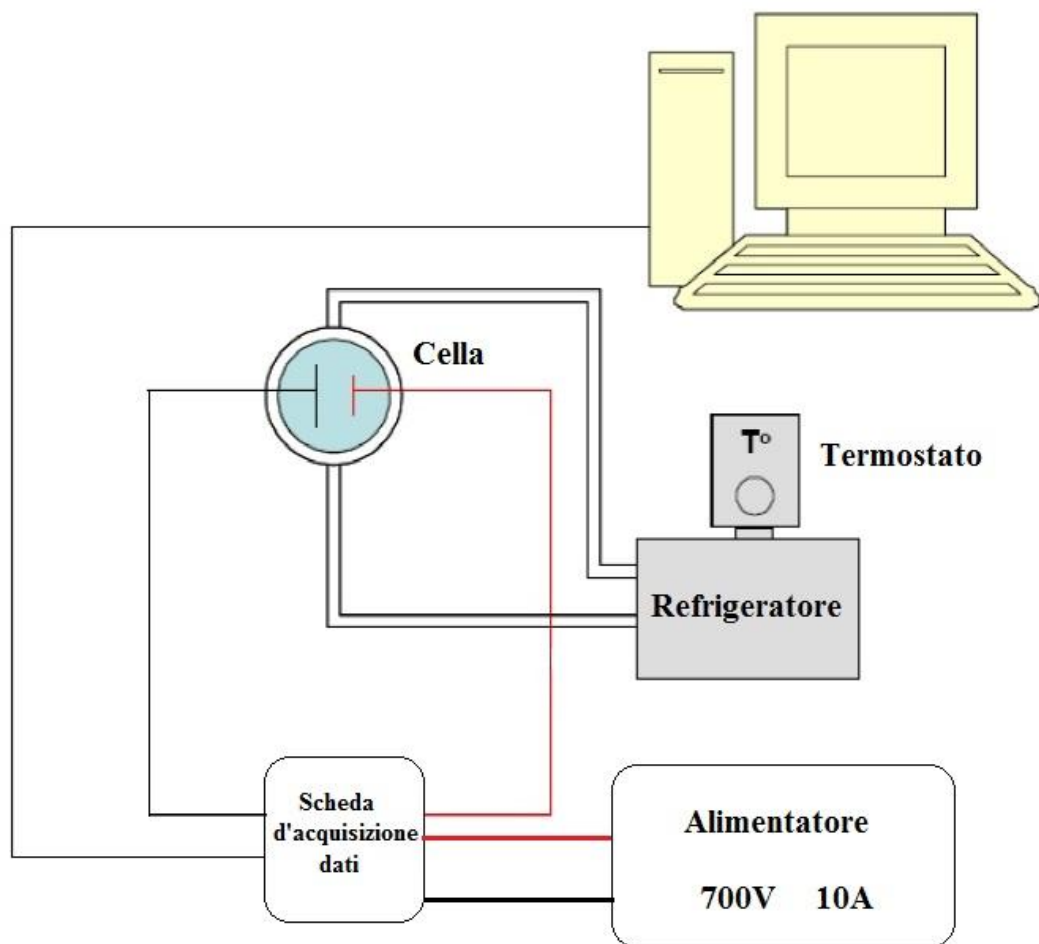 Cella
T°
Termostato
Refrigeratore
Scheda
d'acquisizione
dati
Alimentatore
700V 10A